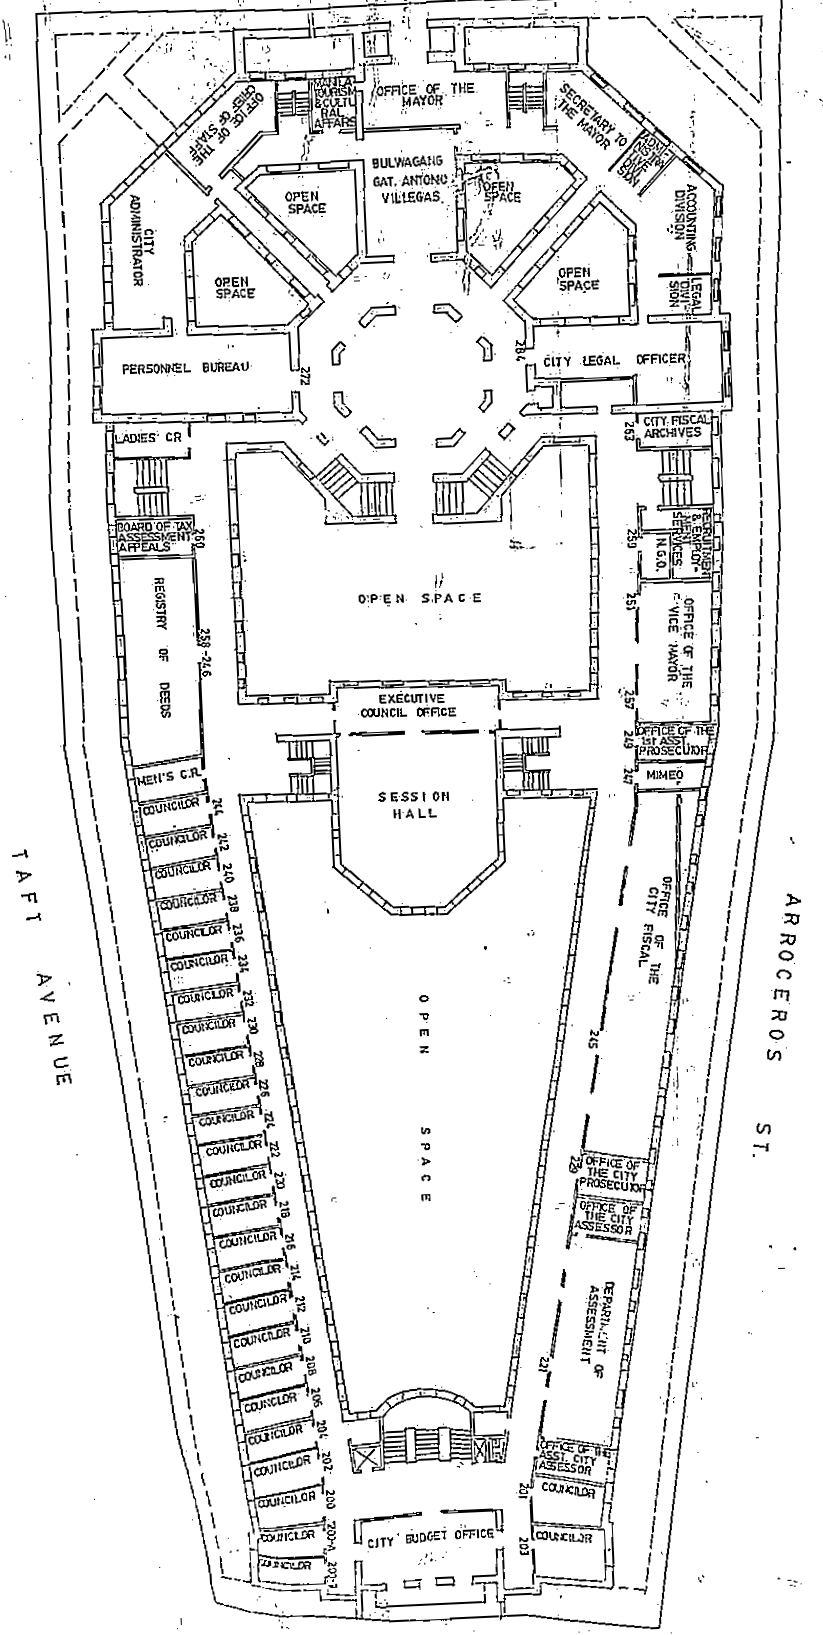 MANILA
TOURISM
& CULTU
RAL
AFFAIRS
OFFICE OF THE
MAYOR
OFFICE OF THE
CHIEF OF STAFF
SECRETARY TO
THE MAYOR
BULWAGANG
GAT. ANTONIO
VILLEGAS
OPEN
SPACE
OPEN
SPACE
CITY
ADMINISTRATOR
ACCOUNTING
DIVISION
OPEN
SPACE
OPEN
SPACE
LEGAL
DIVI-
SION
PERSONNEL BUREAU
272
284
CITY LEGAL OFFICER
LADIES' CR
263
CITY FISCAL
ARCHIVES
BOARD OF TAX
ASSESSMENT
APPEALS
260
RECRUITMENT
& EMPLOY-
MENT
SERVICES
N.G.O.
259
REGISTRY OF DEEDS
258-246
OPEN SPACE
251
OFFICE OF THE
VICE MAYOR
257
EXECUTIVE
COUNCIL OFFICE
249
OFFICE OF THE
1st ASST.
PROSECUTOR
MEN'S C.R.
247
MIMEO
SESSION
HALL
COUNCILOR
244
COUNCILOR
242
COUNCILOR
240
COUNCILOR
238
COUNCILOR
236
COUNCILOR
234
COUNCILOR
232
COUNCILOR
230
COUNCILOR
228
COUNCILOR
226
COUNCILOR
224
COUNCILOR
222
COUNCILOR
220
COUNCILOR
218
COUNCILOR
216
COUNCILOR
214
COUNCILOR
212
COUNCILOR
210
COUNCILOR
208
COUNCILOR
206
COUNCILOR
204
COUNCILOR
202
COUNCILOR
200
COUNCILOR
200-A
COUNCILOR
OFFICE OF THE
CITY FISCAL
245
OPEN SPACE
TAFT AVENUE
ARROCEROS ST.
OFFICE OF
THE CITY
PROSECUTOR
OFFICE OF
THE CITY
ASSESSOR
DEPARTMENT OF
ASSESSMENT
221
OFFICE OF THE
ASST. CITY
ASSESSOR
201
COUNCILOR
203
COUNCILOR
CITY BUDGET OFFICE